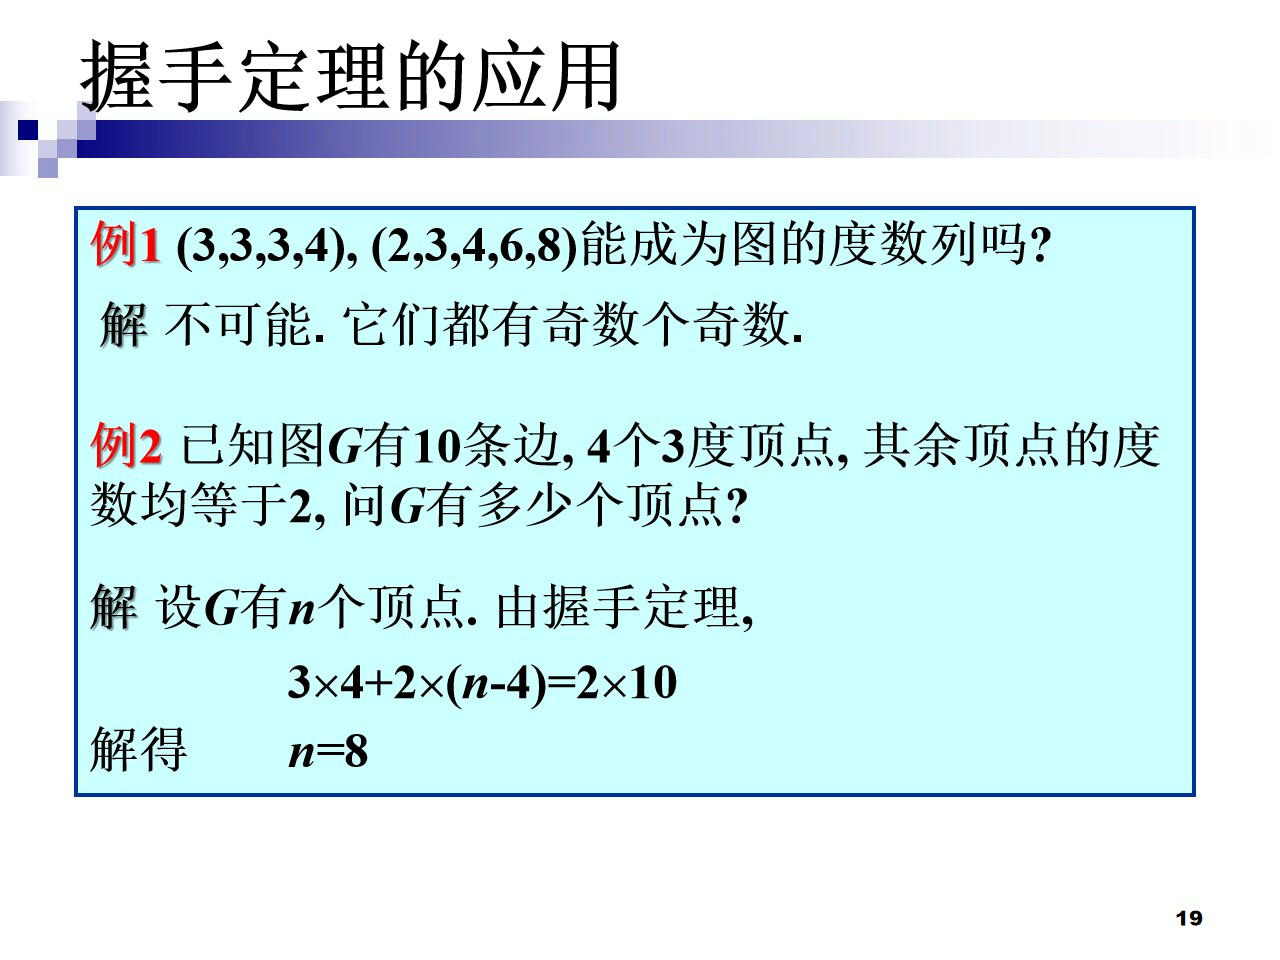 握手定理的应用
例1 (3,3,3,4), (2,3,4,6,8)能成为图的度数列吗?
解 不可能. 它们都有奇数个奇数.
例2 已知图G有10条边, 4个3度顶点, 其余顶点的度
数均等于2, 问G有多少个顶点?
解 设G有n个顶点. 由握手定理,
3×4+2×(n-4)=2×10
解得 n=8
19